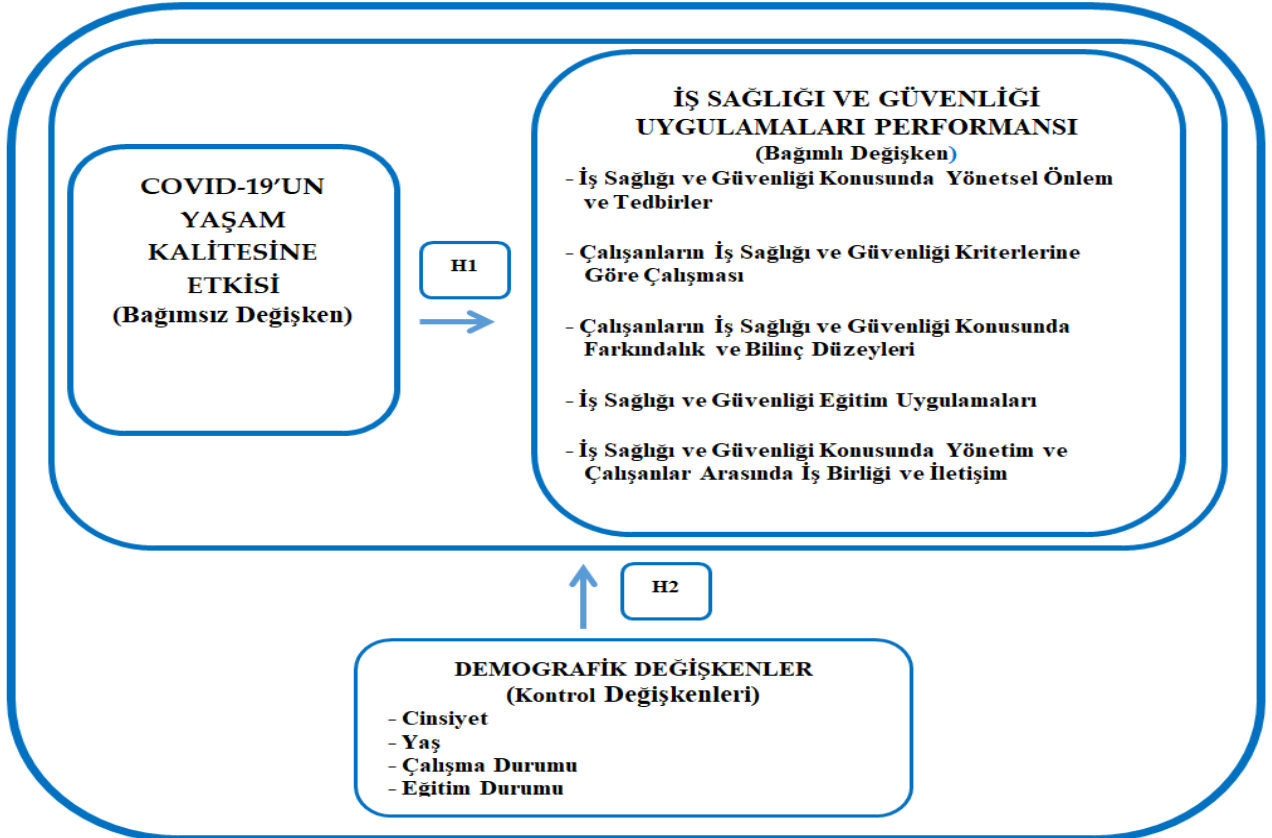 COVID-19'UN
YAŞAM
KALİTESİNE
ETKİSİ
(Bağımsız Değişken)
H1
İŞ SAĞLIĞI VE GÜVENLİĞİ
UYGULAMALARI PERFORMANSI
(Bağımlı Değişken)
- İş Sağlığı ve Güvenliği Konusunda Yönetsel Önlem
ve Tedbirler
- Çalışanların İş Sağlığı ve Güvenliği Kriterlerine
Göre Çalışması
- Çalışanların İş Sağlığı ve Güvenliği Konusunda
Farkındalık ve Bilinç Düzeyleri
- İş Sağlığı ve Güvenliği Eğitim Uygulamaları
- İş Sağlığı ve Güvenliği Konusunda Yönetim ve
Çalışanlar Arasında İş Birliği ve İletişim
H2
DEMOGRAFİK DEĞİŞKENLER
(Kontrol Değişkenleri)
- Cinsiyet
- Yaş
- Çalışma Durumu
- Eğitim Durumu